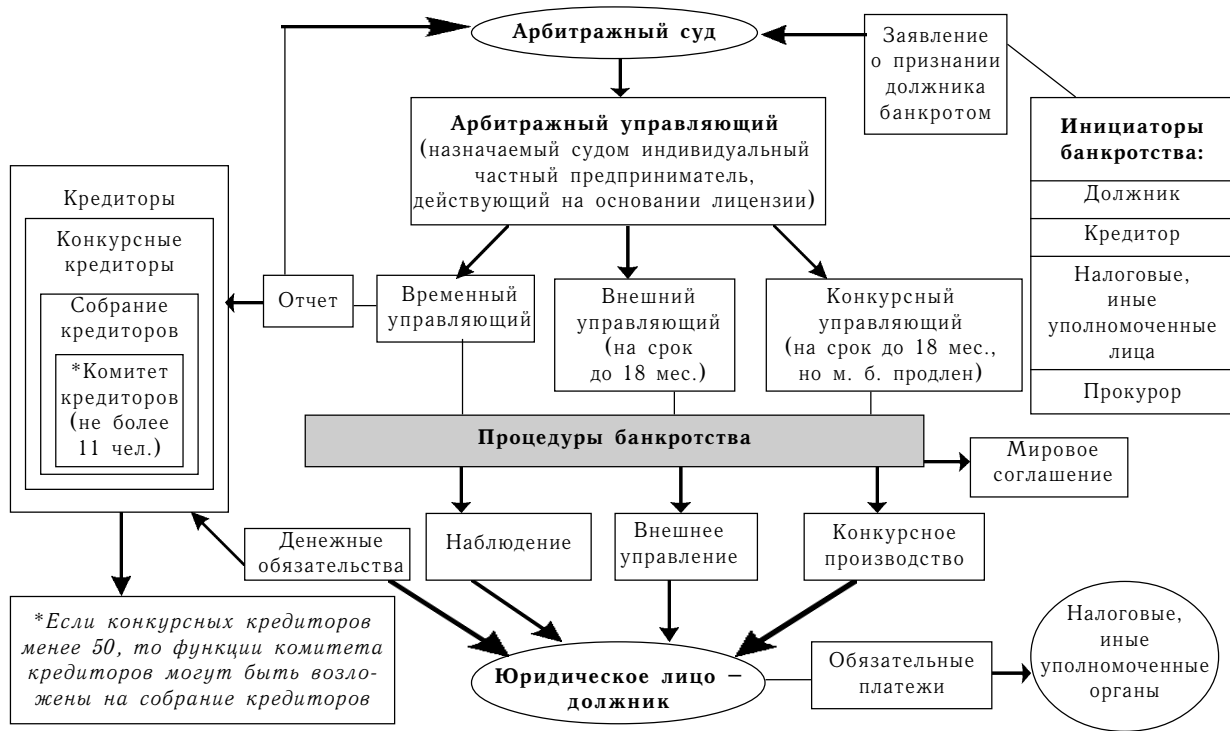 Арбитражный суд
Заявление
о признании
должника
банкротом
Арбитражный управляющий
(назначаемый судом индивидуальный
частный предприниматель,
действующий на основании лицензии)
Инициаторы
банкротства:
Должник
Кредитор
Налоговые,
иные
уполномоченные
лица
Прокурор
Кредиторы
Конкурсные
кредиторы
Собрание
кредиторов
*Комитет
кредиторов
(не более
11 чел.)
Отчет
Временный
управляющий
Внешний
управляющий
(на срок
до 18 мес.)
Конкурсный
управляющий
(на срок до 18 мес.,
но м. б. продлен)
Процедуры банкротства
Мировое
соглашение
Денежные
обязательства
Наблюдение
Внешнее
управление
Конкурсное
производство
*Если конкурсных кредиторов
менее 50, то функции комитета
кредиторов могут быть возло-
жены на собрание кредиторов
Юридическое лицо –
должник
Обязательные
платежи
Налоговые,
иные
уполномоченные
органы